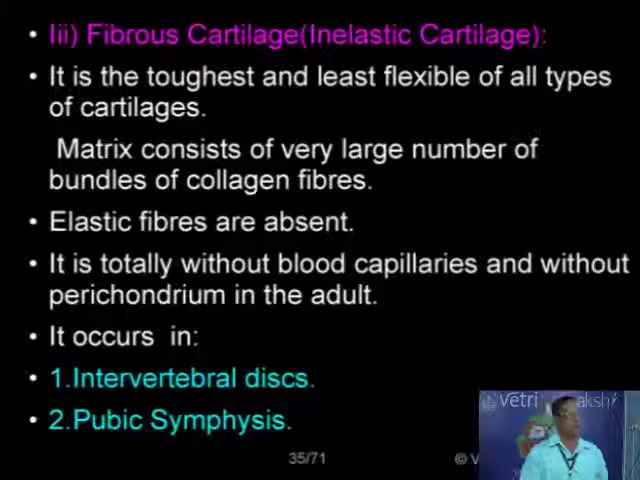 • Iii) Fibrous Cartilage(Inelastic Cartilage):
• It is the toughest and least flexible of all types
of cartilages.
Matrix consists of very large number of
bundles of collagen fibres.
• Elastic fibres are absent.
• It is totally without blood capillaries and without
perichondrium in the adult.
• It occurs in:
• 1.Intervertebral discs.
• 2.Pubic Symphysis.
Vetri
35/71
©